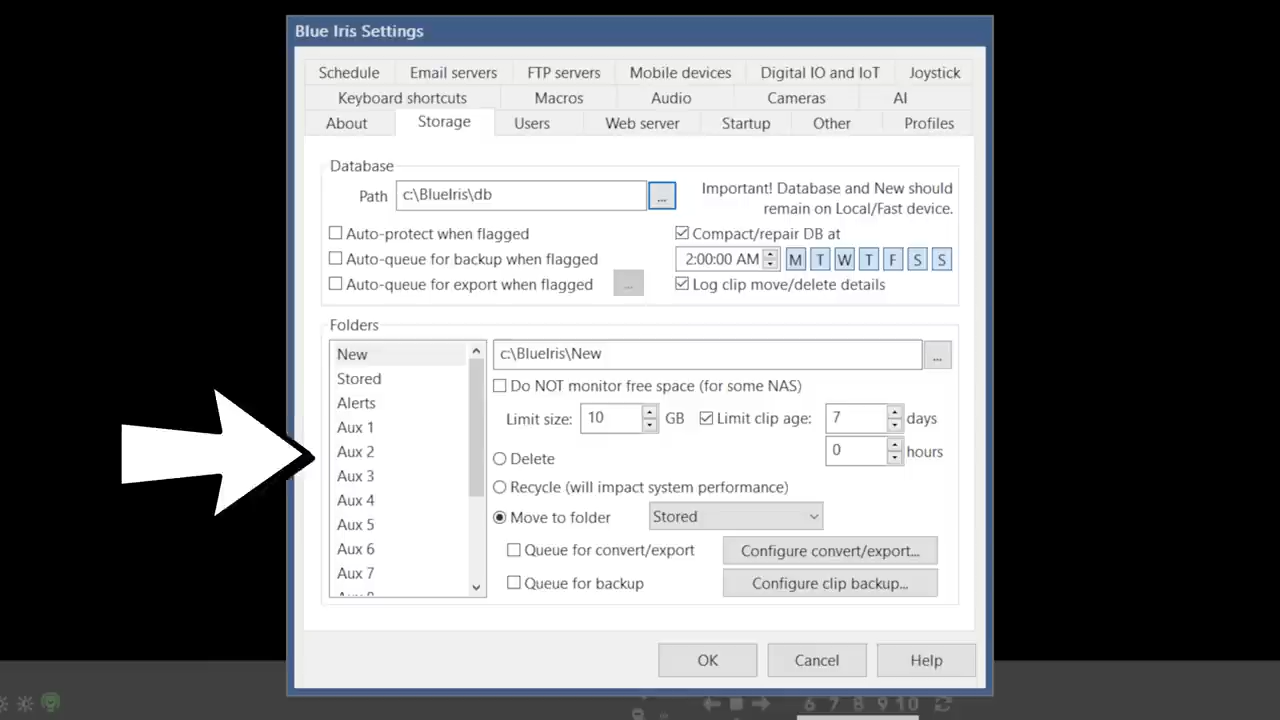 Blue Iris Settings
Schedule Email servers FTP servers Mobile devices Digital IO and IoT Joystick
Keyboard shortcuts Macros Audio Cameras AI
About Storage Users Web server Startup Other Profiles
Database
Path c:\BlueIris\db ... Important! Database and New should
remain on Local/Fast device.
Auto-protect when flagged Compact/repair DB at
Auto-queue for backup when flagged 2:00:00 AM M T W T F S S
Auto-queue for export when flagged ... Log clip move/delete details
Folders
New c:\BlueIris\New ...
Stored Do NOT monitor free space (for some NAS)
Alerts Limit size: 10 GB Limit clip age: 7 days
Aux 1 0 hours
Aux 2 Delete
Aux 3 Recycle (will impact system performance)
Aux 4 Move to folder Stored
Aux 5
Aux 6 Queue for convert/export Configure convert/export...
Aux 7 Queue for backup Configure clip backup...
OK Cancel Help
6 7 8 9 10